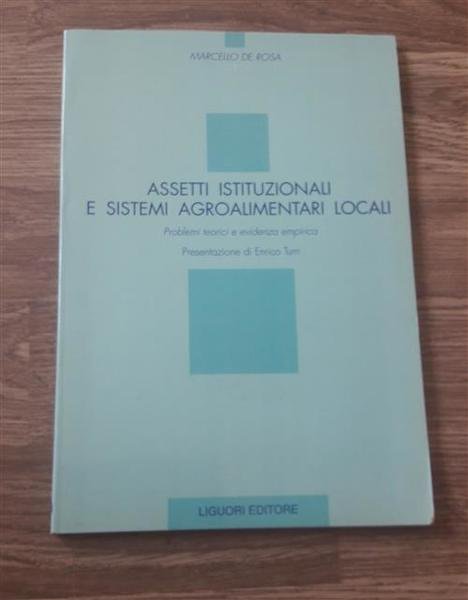 MARCELLO DE ROSA
ASSETTI ISTITUZIONALI
E SISTEMI AGROALIMENTARI LOCALI
Problemi teorici e evidenza empirica
Presentazione di Enrico Turri
LIGUORI EDITORE